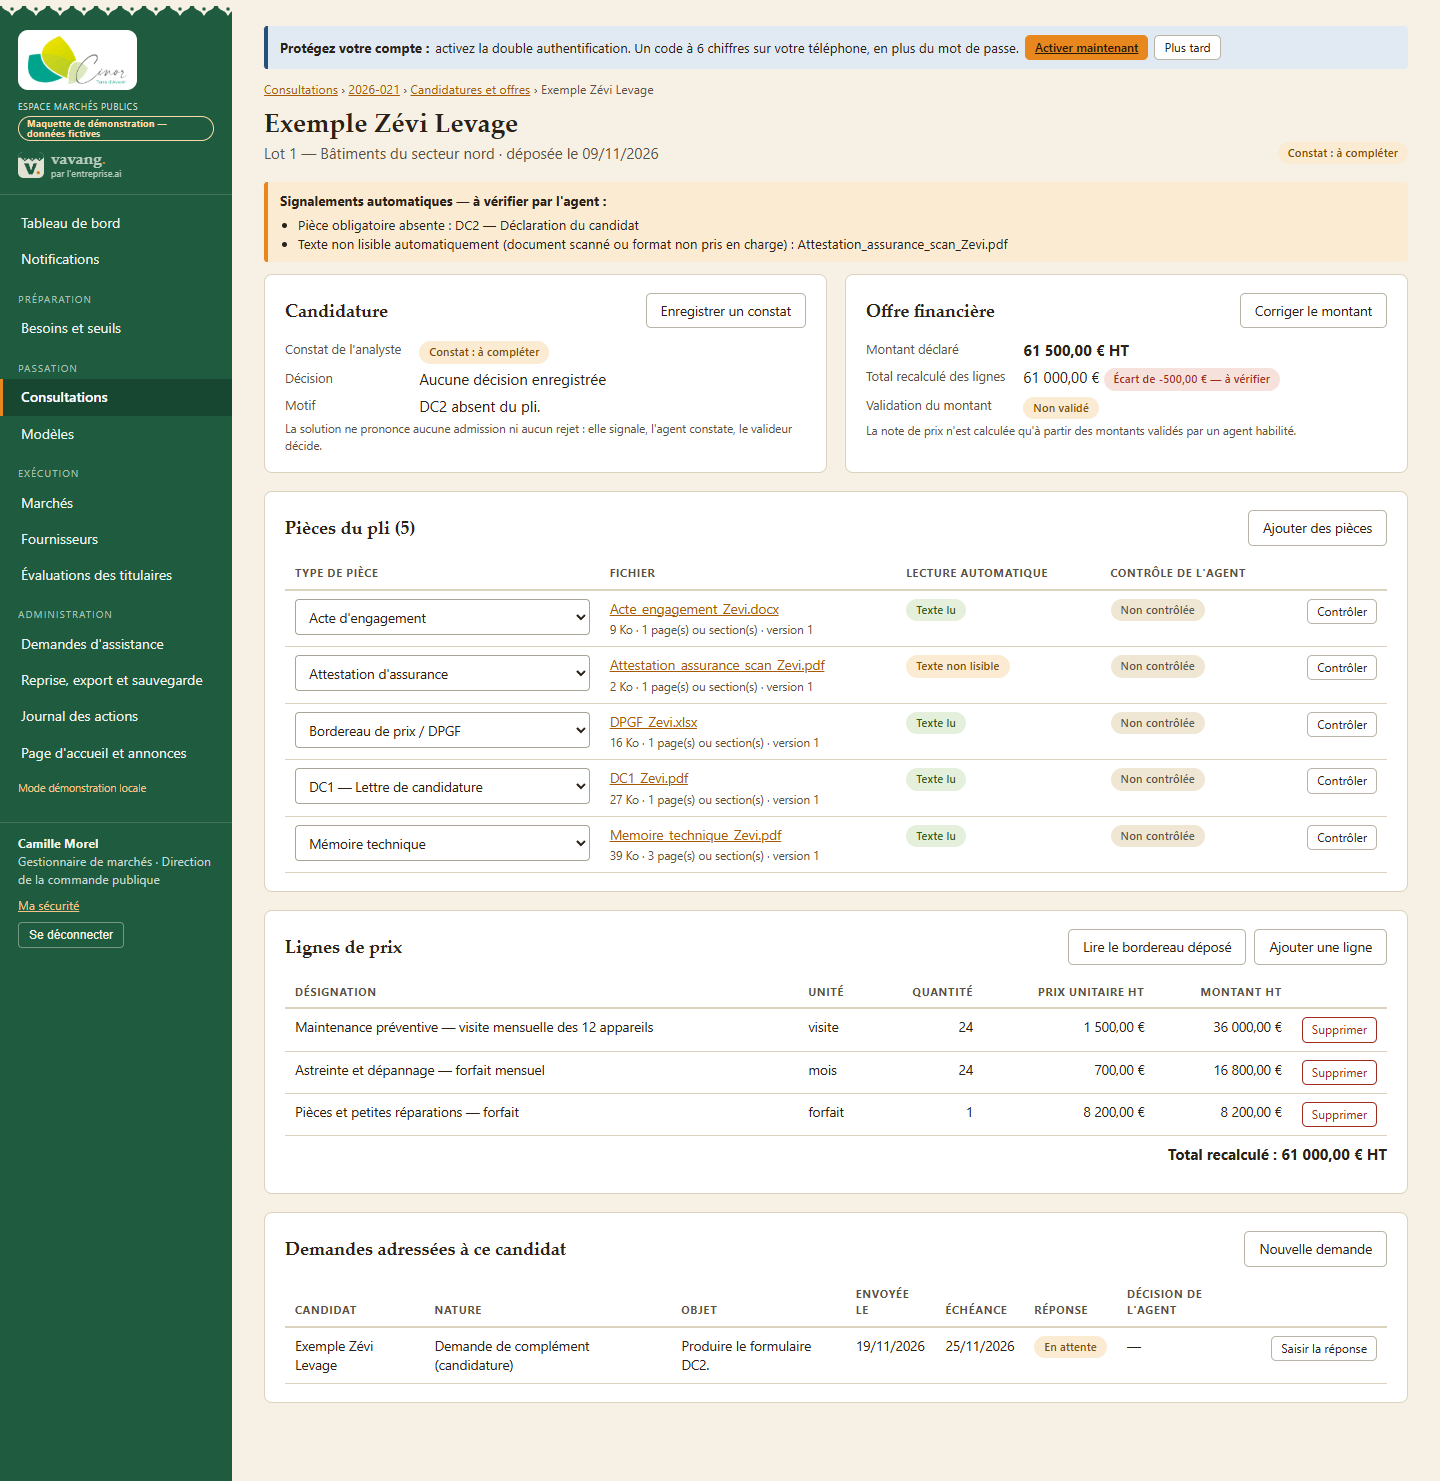 Cinor
Terre d'Avenir
ESPACE MARCHÉS PUBLICS
Maquette de démonstration —
données fictives
vavang.
par l'entreprise.ai
Tableau de bord
Notifications
PRÉPARATION
Besoins et seuils
PASSATION
Consultations
Modèles
EXÉCUTION
Marchés
Fournisseurs
Évaluations des titulaires
ADMINISTRATION
Demandes d'assistance
Reprise, export et sauvegarde
Journal des actions
Page d'accueil et annonces
Mode démonstration locale
Camille Morel
Gestionnaire de marchés · Direction
de la commande publique
Ma sécurité
Se déconnecter
Protégez votre compte : activez la double authentification. Un code à 6 chiffres sur votre téléphone, en plus du mot de passe. Activer maintenant Plus tard
Consultations › 2026-021 › Candidatures et offres › Exemple Zévi Levage
Exemple Zévi Levage
Lot 1 — Bâtiments du secteur nord · déposée le 09/11/2026 Constat : à compléter
Signalements automatiques — à vérifier par l'agent :
• Pièce obligatoire absente : DC2 — Déclaration du candidat
• Texte non lisible automatiquement (document scanné ou format non pris en charge) : Attestation_assurance_scan_Zevi.pdf
Candidature Enregistrer un constat
Constat de l'analyste Constat : à compléter
Décision Aucune décision enregistrée
Motif DC2 absent du pli.
La solution ne prononce aucune admission ni aucun rejet : elle signale, l'agent constate, le valideur
décide.
Offre financière Corriger le montant
Montant déclaré 61 500,00 € HT
Total recalculé des lignes 61 000,00 € Écart de -500,00 € — à vérifier
Validation du montant Non validé
La note de prix n'est calculée qu'à partir des montants validés par un agent habilité.
Pièces du pli (5) Ajouter des pièces
TYPE DE PIÈCE FICHIER LECTURE AUTOMATIQUE CONTRÔLE DE L'AGENT
Acte d'engagement Acte_engagement_Zevi.docx Texte lu Non contrôlée Contrôler
9 Ko · 1 page(s) ou section(s) · version 1
Attestation d'assurance Attestation_assurance_scan_Zevi.pdf Texte non lisible Non contrôlée Contrôler
2 Ko · 1 page(s) ou section(s) · version 1
Bordereau de prix / DPGF DPGF_Zevi.xlsx Texte lu Non contrôlée Contrôler
16 Ko · 1 page(s) ou section(s) · version 1
DC1 — Lettre de candidature DC1_Zevi.pdf Texte lu Non contrôlée Contrôler
27 Ko · 1 page(s) ou section(s) · version 1
Mémoire technique Memoire_technique_Zevi.pdf Texte lu Non contrôlée Contrôler
39 Ko · 3 page(s) ou section(s) · version 1
Lignes de prix Lire le bordereau déposé Ajouter une ligne
DÉSIGNATION UNITÉ QUANTITÉ PRIX UNITAIRE HT MONTANT HT
Maintenance préventive — visite mensuelle des 12 appareils visite 24 1 500,00 € 36 000,00 € Supprimer
Astreinte et dépannage — forfait mensuel mois 24 700,00 € 16 800,00 € Supprimer
Pièces et petites réparations — forfait forfait 1 8 200,00 € 8 200,00 € Supprimer
Total recalculé : 61 000,00 € HT
Demandes adressées à ce candidat Nouvelle demande
CANDIDAT NATURE OBJET ENVOYÉE LE ÉCHÉANCE RÉPONSE DÉCISION DE L'AGENT
Exemple Zévi Levage Demande de complément (candidature) Produire le formulaire DC2. 19/11/2026 25/11/2026 En attente — Saisir la réponse